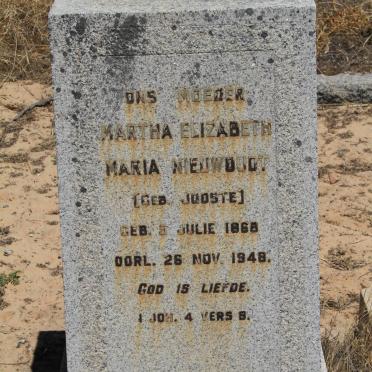 ONS MOEDER
MARTHA ELIZABETH
MARIA NIEUWOUDT
[GEB. JOOSTE]
GEB. 5 JULIE 1868
OORL. 26 NOV. 1948.
GOD IS LIEFDE.
1 JOH. 4 VERS 8.